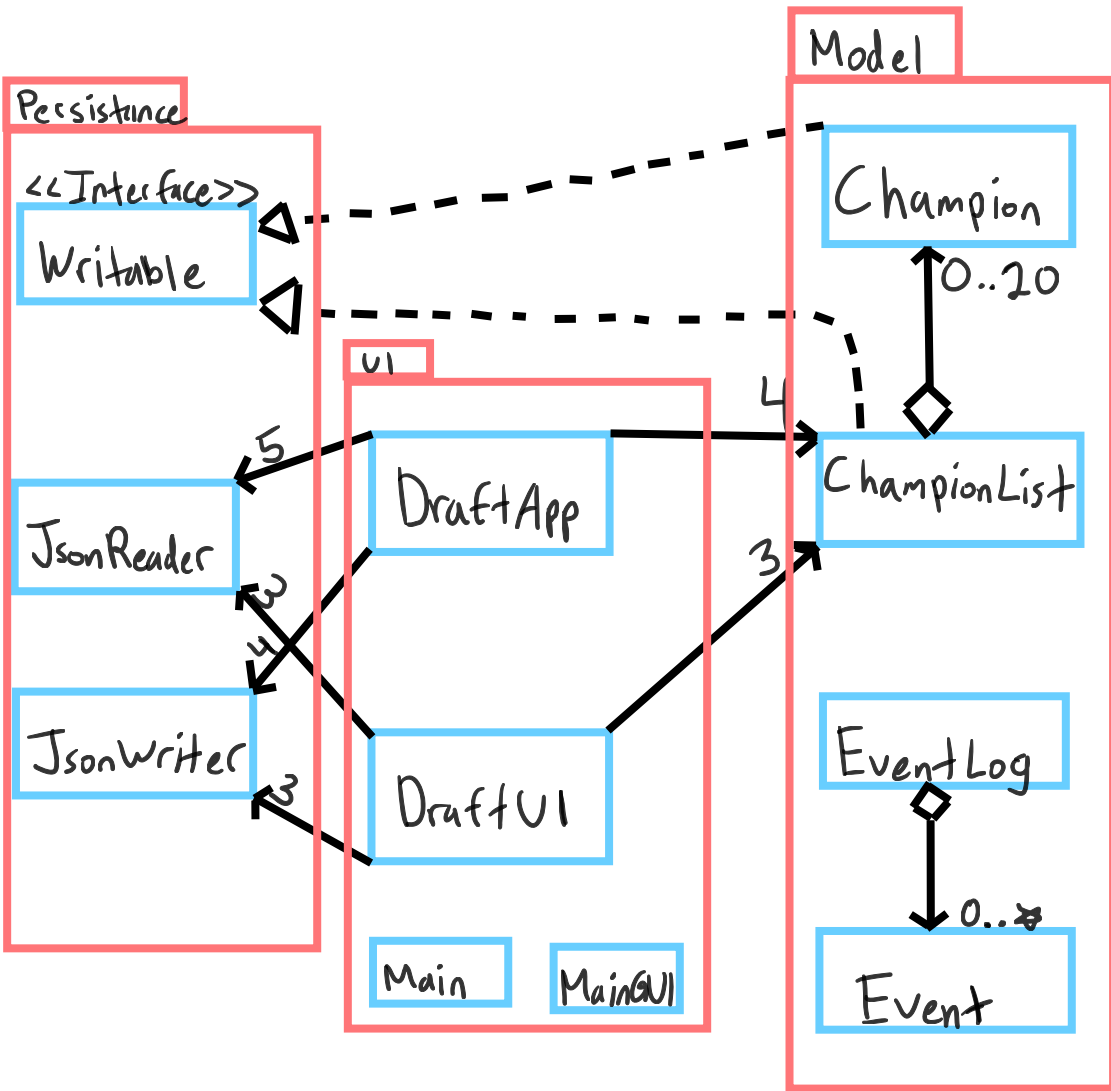 Model
Persistance
<<Interface>>
Writable
Champion
0..20
UI
4
5
DraftApp
ChampionList
JsonReader
3
3
4
JsonWriter
3
DraftUI
EventLog
0..*
Event
Main
MainGUI